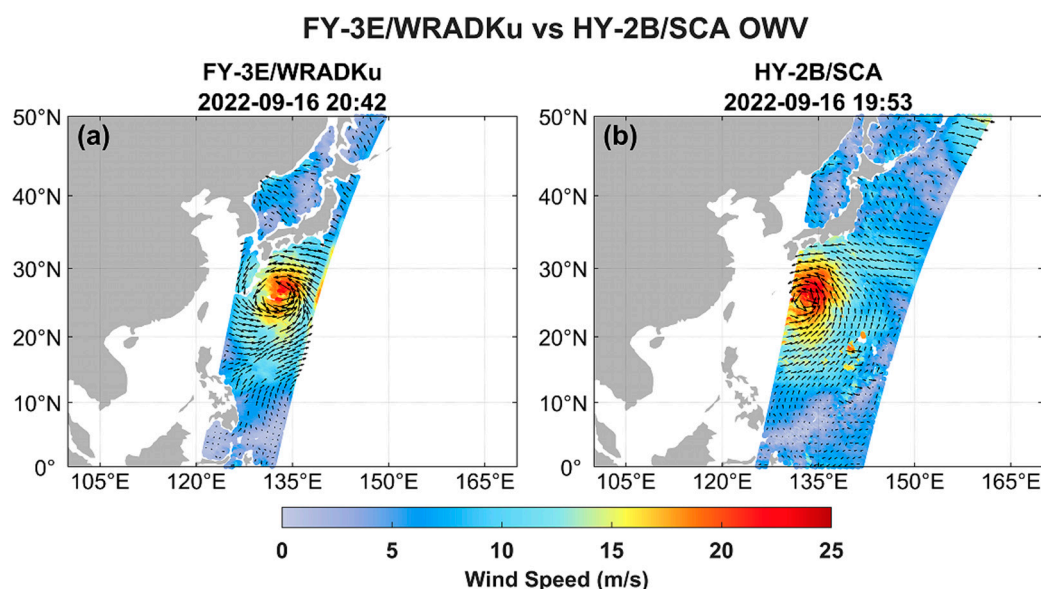 FY-3E/WRADKu vs HY-2B/SCA OWV
FY-3E/WRADKu
2022-09-16 20:42
HY-2B/SCA
2022-09-16 19:53
(a)
50°N
40°N
30°N
20°N
10°N
0°
105°E 120°E 135°E 150°E 165°E
(b)
50°N
40°N
30°N
20°N
10°N
0°
105°E 120°E 135°E 150°E 165°E
0 5 10 15 20 25
Wind Speed (m/s)